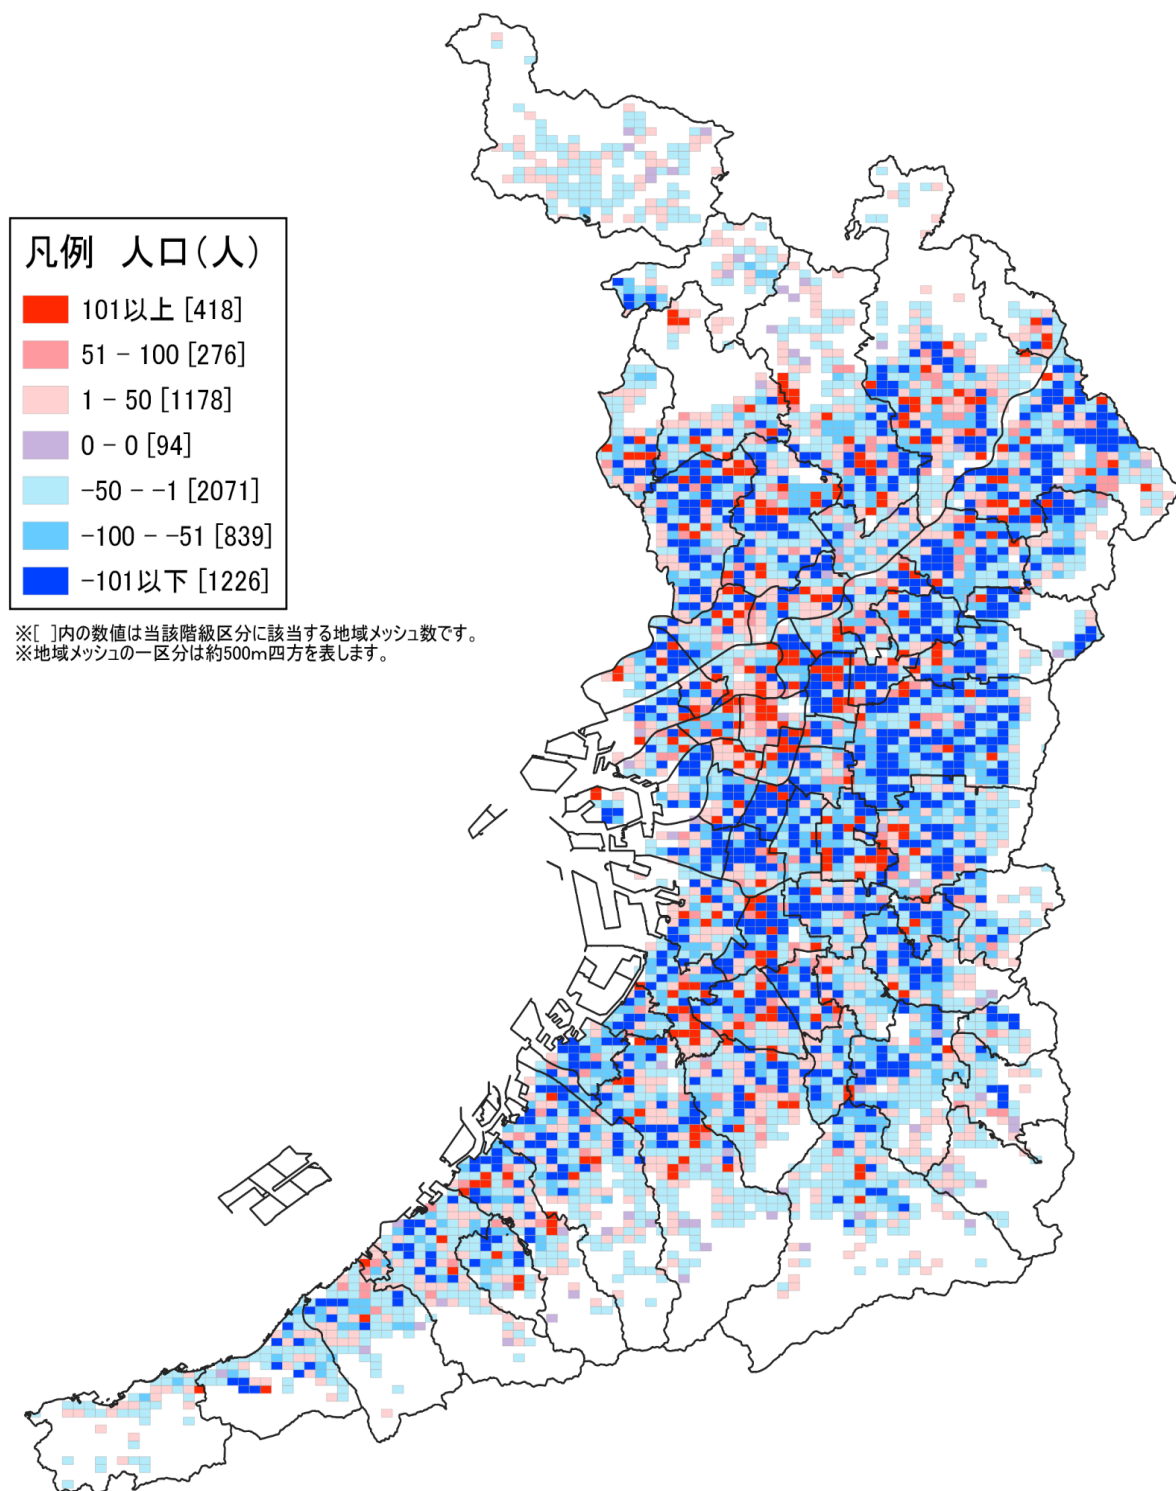 凡例 人口(人)
101以上 [418]
51 - 100 [276]
1 - 50 [1178]
0 - 0 [94]
-50 - -1 [2071]
-100 - -51 [839]
-101以下 [1226]
※[ ]内の数値は当該階級区分に該当する地域メッシュ数です。
※地域メッシュの一区分は約500m四方を表します。